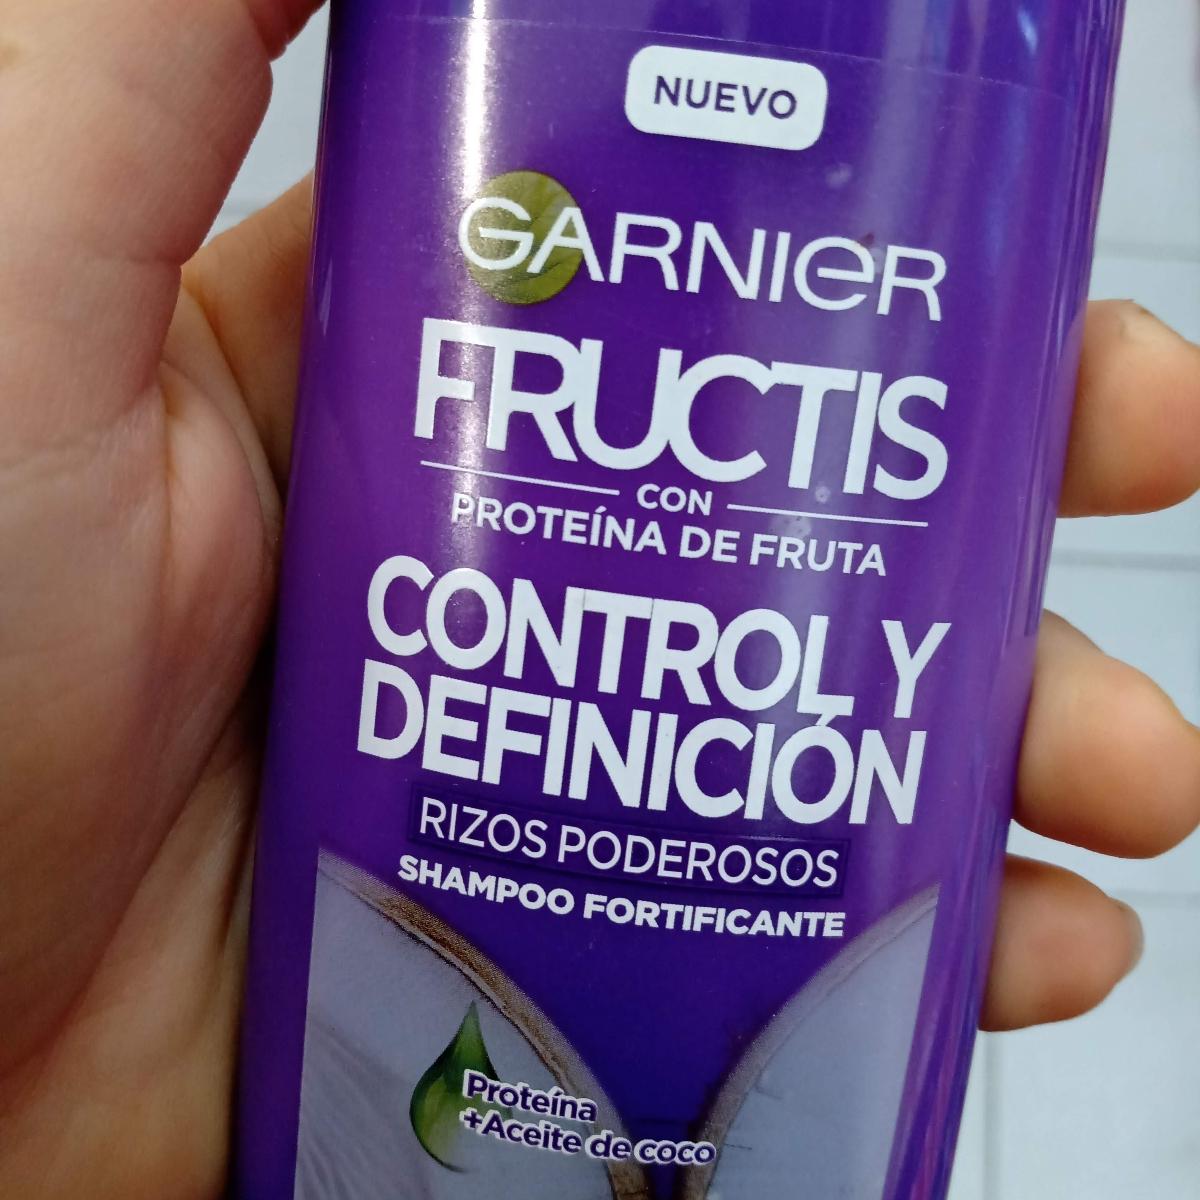 NUEVO
GARNIER
FRUCTIS
CON
PROTEÍNA DE FRUTA
CONTROL Y
DEFINICIÓN
RIZOS PODEROSOS
SHAMPOO FORTIFICANTE
Proteína
+Aceite de coco